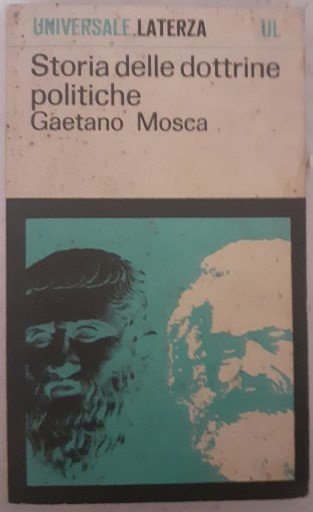 UNIVERSALE LATERZA UL
Storia delle dottrine
politiche
Gaetano Mosca